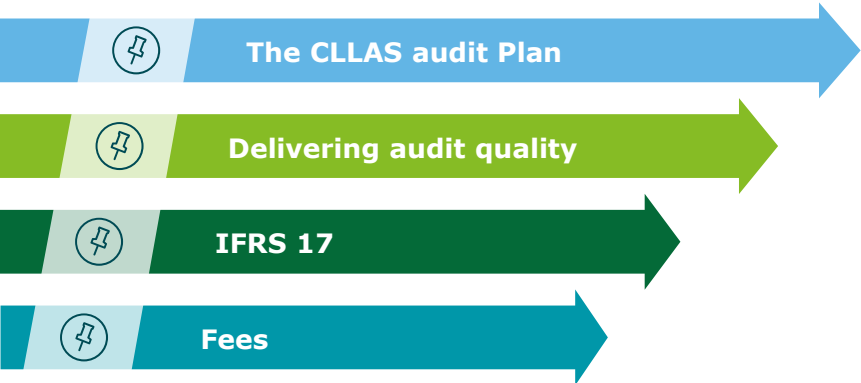 The CLLAS audit Plan
Delivering audit quality
IFRS 17
Fees